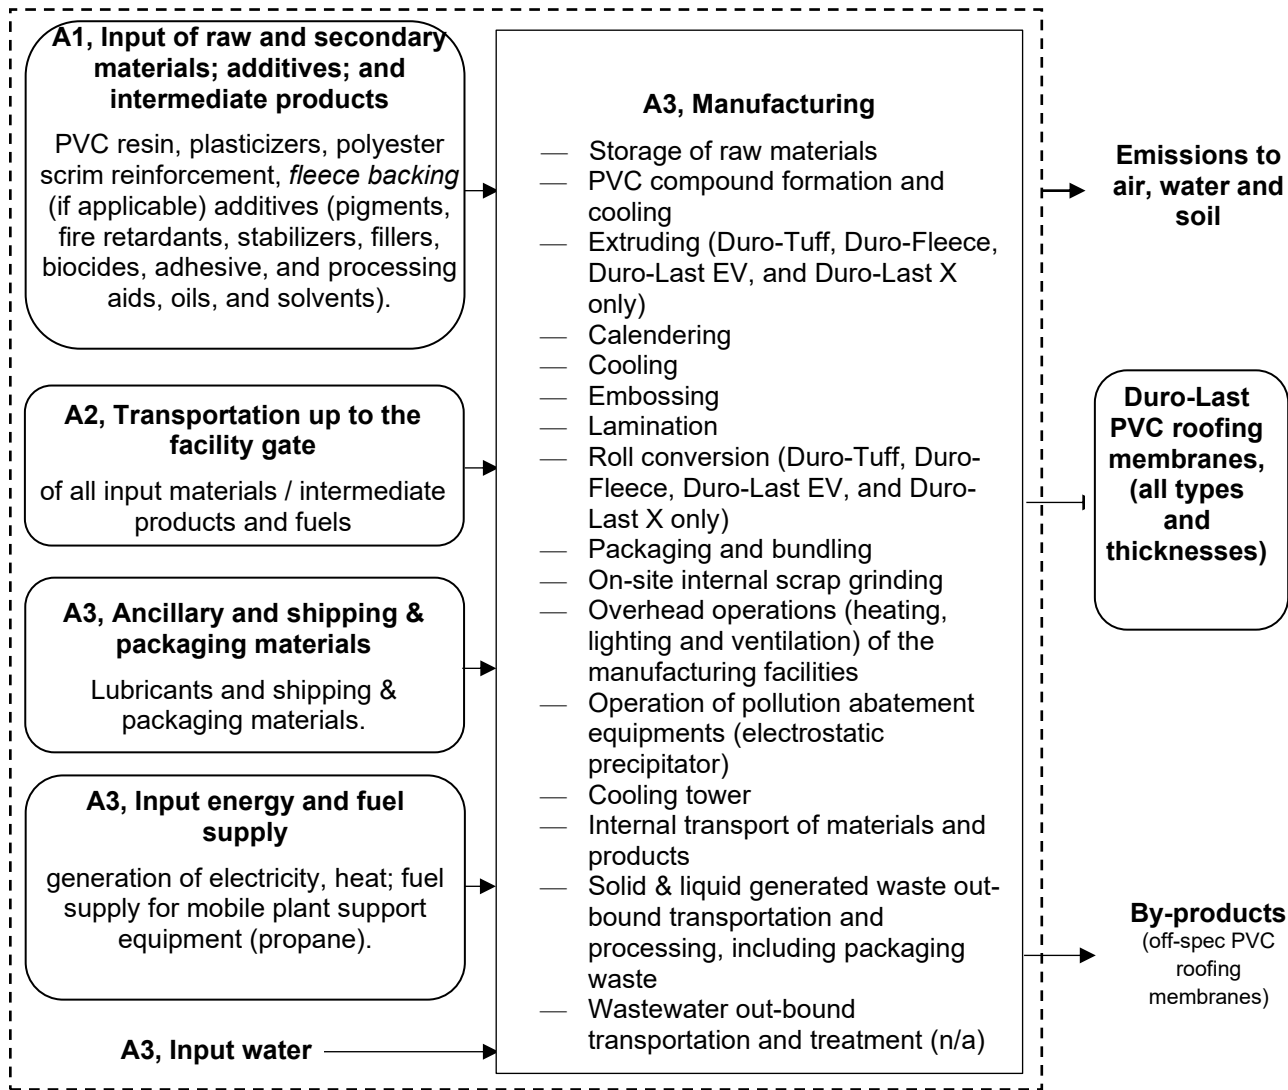 A1, Input of raw and secondary
materials; additives; and
intermediate products
PVC resin, plasticizers, polyester
scrim reinforcement, fleece backing
(if applicable) additives (pigments,
fire retardants, stabilizers, fillers,
biocides, adhesive, and processing
aids, oils, and solvents).
A2, Transportation up to the
facility gate
of all input materials / intermediate
products and fuels
A3, Ancillary and shipping &
packaging materials
Lubricants and shipping &
packaging materials.
A3, Input energy and fuel
supply
generation of electricity, heat; fuel
supply for mobile plant support
equipment (propane).
A3, Input water
A3, Manufacturing
— Storage of raw materials
— PVC compound formation and
cooling
— Extruding (Duro-Tuff, Duro-Fleece,
Duro-Last EV, and Duro-Last X
only)
— Calendering
— Cooling
— Embossing
— Lamination
— Roll conversion (Duro-Tuff, Duro-
Fleece, Duro-Last EV, and Duro-
Last X only)
— Packaging and bundling
— On-site internal scrap grinding
— Overhead operations (heating,
lighting and ventilation) of the
manufacturing facilities
— Operation of pollution abatement
equipments (electrostatic
precipitator)
— Cooling tower
— Internal transport of materials and
products
— Solid & liquid generated waste out-
bound transportation and
processing, including packaging
waste
— Wastewater out-bound
transportation and treatment (n/a)
Emissions to
air, water and
soil
Duro-Last
PVC roofing
membranes,
(all types
and
thicknesses)
By-products
(off-spec PVC
roofing
membranes)